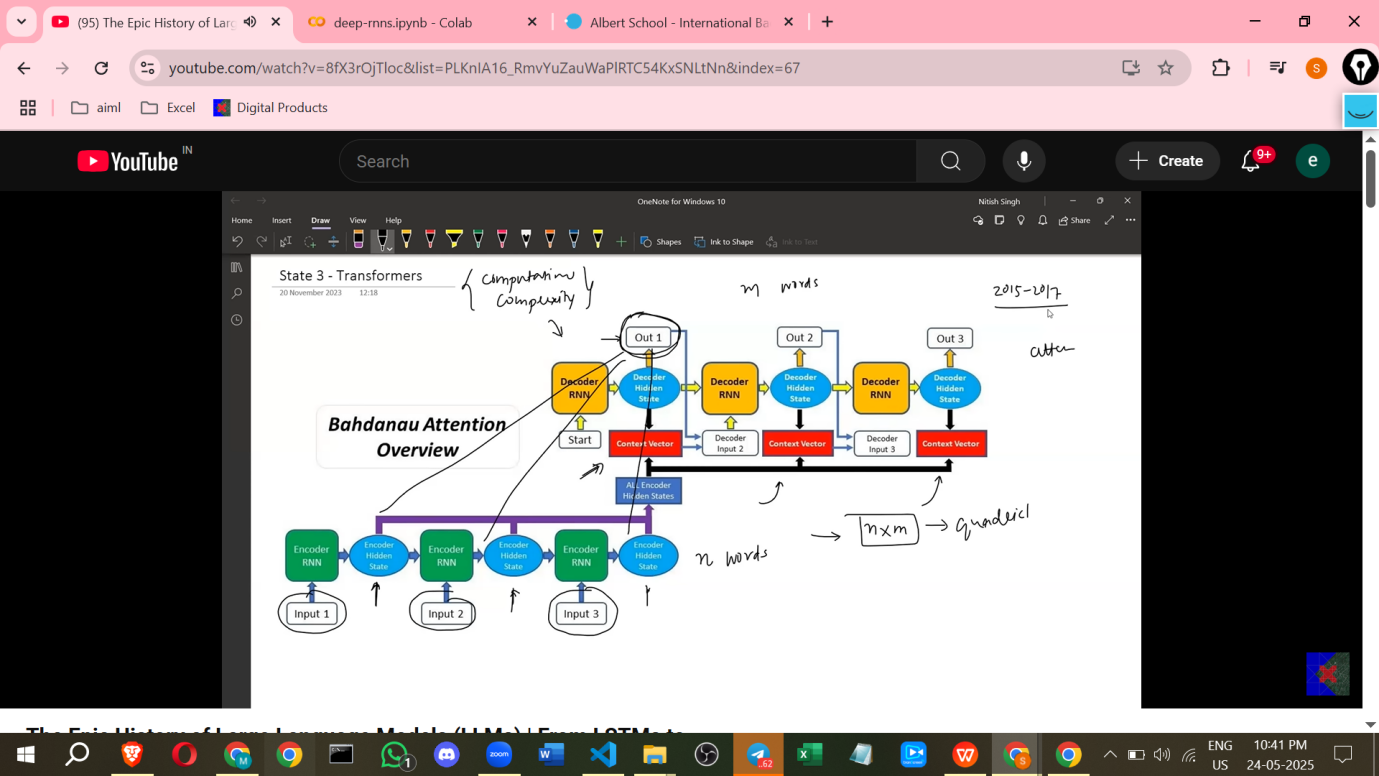 (95) The Epic History of Larg
deep-rnns.ipynb - Colab
Albert School - International Ba
youtube.com/watch?v=8fX3rOjTloc&list=PLKnIA16_RmvYuZauWaPlRTC54KxSNLtNn&index=67
S
aiml
Excel
Digital Products
YouTube IN
Search
Create
9+
e
OneNote for Windows 10
Nitish Singh
Home Insert Draw View Help
Share
Shapes
Ink to Shape
Ink to Text
State 3 - Transformers
20 November 2023 12:18
{ Computation
Complexity }
m words
2015-2017
Out 1
Out 2
Out 3
atten
Decoder RNN
Decoder Hidden State
Decoder RNN
Decoder Hidden State
Decoder RNN
Decoder Hidden State
Bahdanau Attention
Overview
Start
Context Vector
Decoder Input 2
Context Vector
Decoder Input 3
Context Vector
ALL Encoder
Hidden States
n x m
Encoder RNN
Encoder Hidden State
Encoder RNN
Encoder Hidden State
Encoder RNN
Encoder Hidden State
n words
Input 1
Input 2
Input 3
ENG
US
10:41 PM
24-05-2025
zoom
..62
1